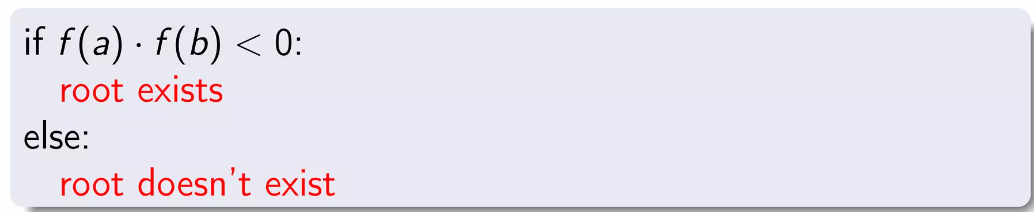 if f(a) · f(b) < 0:
root exists
else:
root doesn't exist